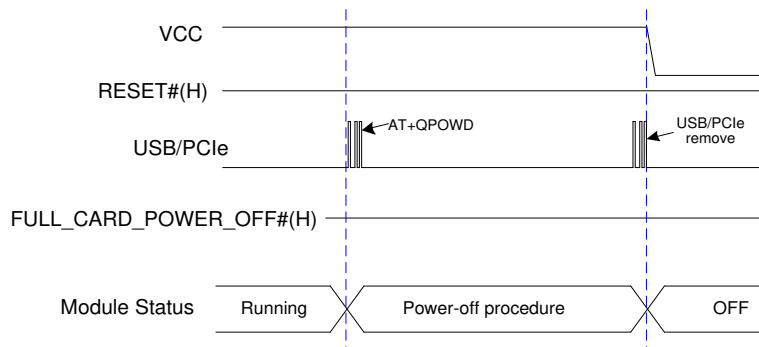 VCC
RESET#(H)
USB/PCIe
AT+QPOWD
USB/PCIe
remove
FULL_CARD_POWER_OFF#(H)
Module Status
Running
Power-off procedure
OFF